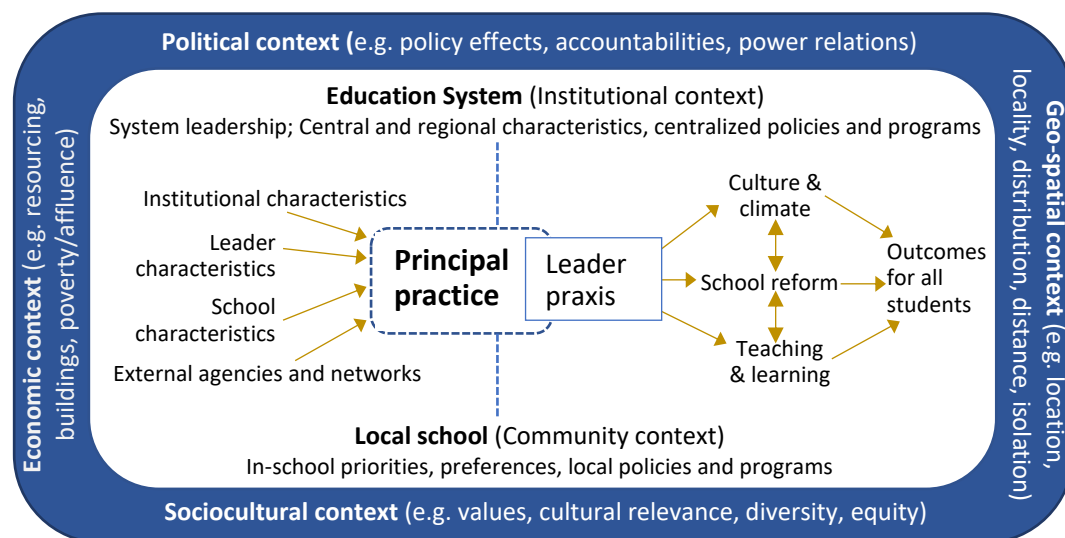 Political context (e.g. policy effects, accountabilities, power relations)
Education System (Institutional context)
System leadership; Central and regional characteristics, centralized policies and programs
Economic context (e.g. resourcing,
buildings, poverty/affluence)
Institutional characteristics
Leader
characteristics
School
characteristics
External agencies and networks
Principal
practice
Leader
praxis
Culture &
climate
School reform
Teaching
& learning
Outcomes
for all
students
Geo-spatial context (e.g. location,
locality, distribution, distance, isolation)
Local school (Community context)
In-school priorities, preferences, local policies and programs
Sociocultural context (e.g. values, cultural relevance, diversity, equity)